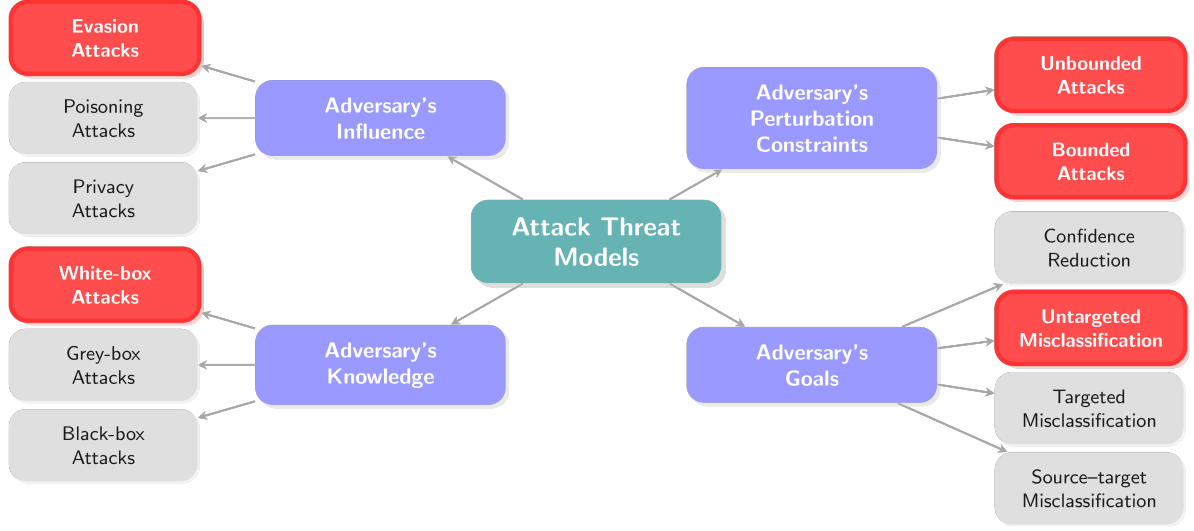 Evasion
Attacks
Poisoning
Attacks
Privacy
Attacks
Adversary's
Influence
White-box
Attacks
Grey-box
Attacks
Black-box
Attacks
Adversary's
Knowledge
Attack Threat
Models
Adversary's
Perturbation
Constraints
Unbounded
Attacks
Bounded
Attacks
Adversary's
Goals
Confidence
Reduction
Untargeted
Misclassification
Targeted
Misclassification
Source–target
Misclassification